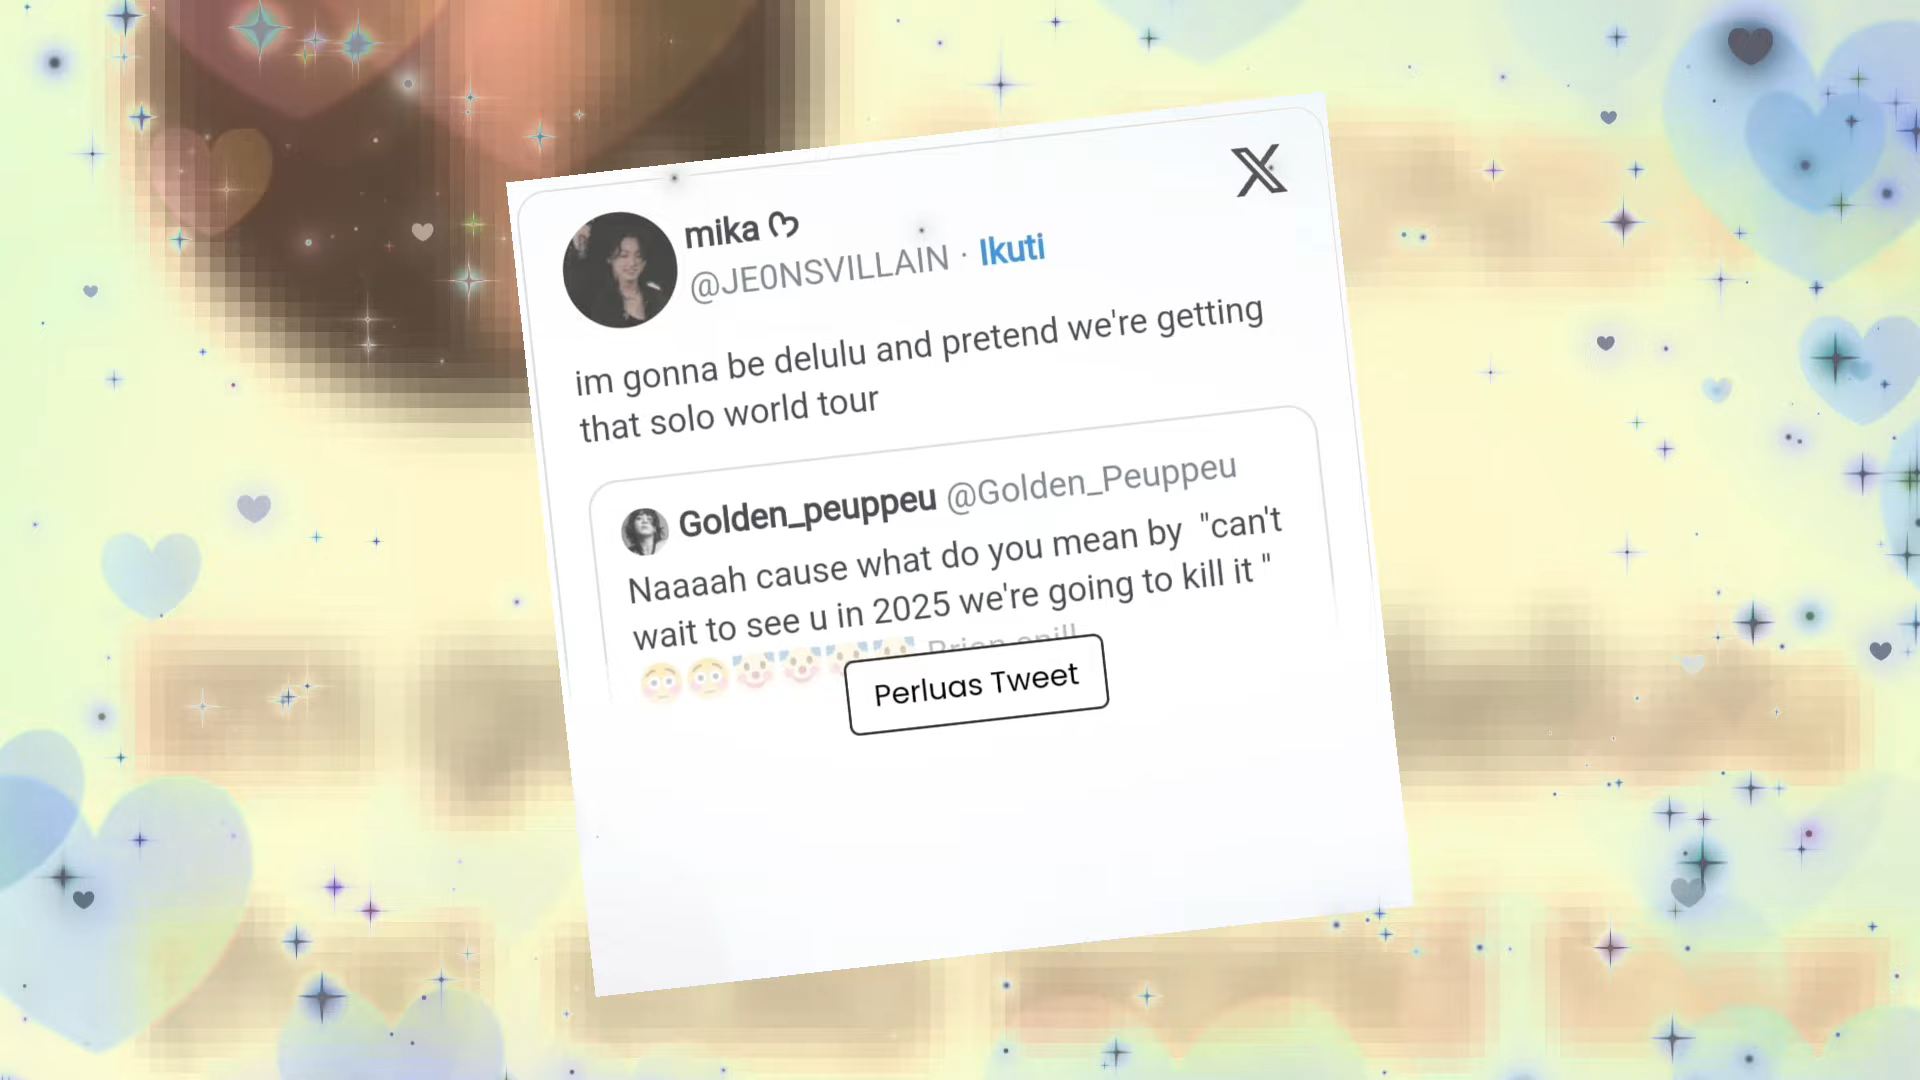 mika
@JE0NSVILLAIN · Ikuti
im gonna be delulu and pretend we're getting
that solo world tour
Golden_peuppeu @Golden_Peuppeu
Naaaah cause what do you mean by "can't
wait to see u in 2025 we're going to kill it "
😳😳🤡🤡🤡🤡
Perluas Tweet